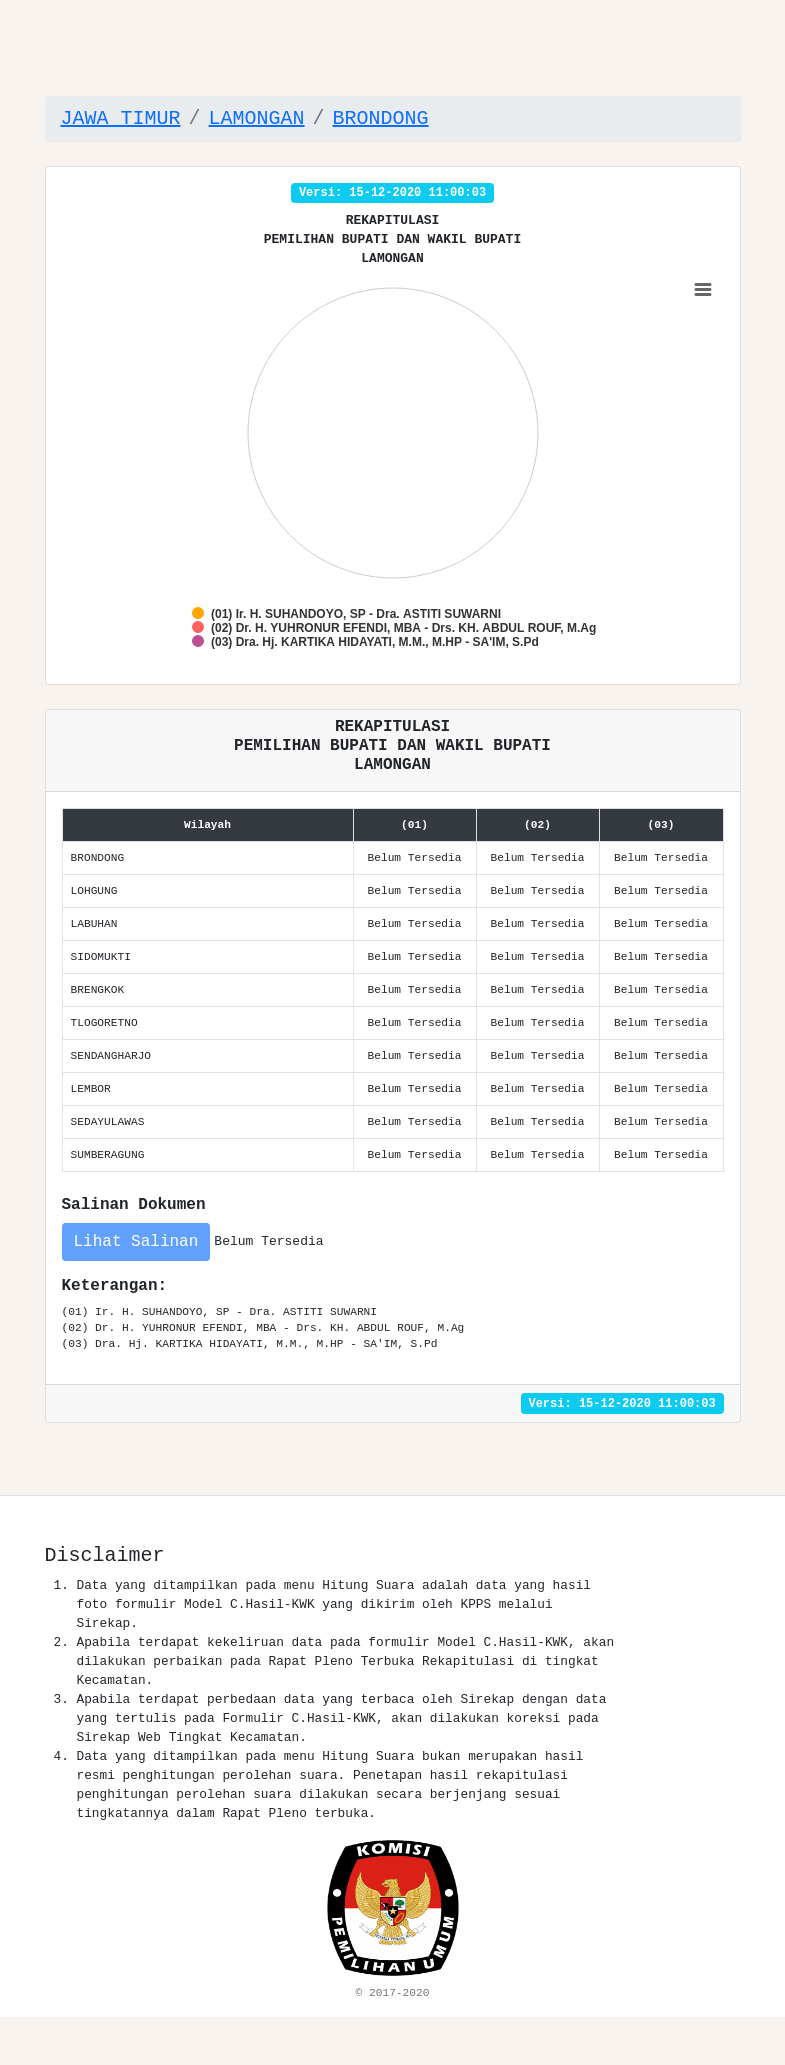 JAWA TIMUR / LAMONGAN / BRONDONG
Versi: 15-12-2020 11:00:03
REKAPITULASI
PEMILIHAN BUPATI DAN WAKIL BUPATI
LAMONGAN
(01) Ir. H. SUHANDOYO, SP - Dra. ASTITI SUWARNI
(02) Dr. H. YUHRONUR EFENDI, MBA - Drs. KH. ABDUL ROUF, M.Ag
(03) Dra. Hj. KARTIKA HIDAYATI, M.M., M.HP - SA'IM, S.Pd
REKAPITULASI
PEMILIHAN BUPATI DAN WAKIL BUPATI
LAMONGAN
Wilayah (01) (02) (03)
BRONDONG Belum Tersedia Belum Tersedia Belum Tersedia
LOHGUNG Belum Tersedia Belum Tersedia Belum Tersedia
LABUHAN Belum Tersedia Belum Tersedia Belum Tersedia
SIDOMUKTI Belum Tersedia Belum Tersedia Belum Tersedia
BRENGKOK Belum Tersedia Belum Tersedia Belum Tersedia
TLOGORETNO Belum Tersedia Belum Tersedia Belum Tersedia
SENDANGHARJO Belum Tersedia Belum Tersedia Belum Tersedia
LEMBOR Belum Tersedia Belum Tersedia Belum Tersedia
SEDAYULAWAS Belum Tersedia Belum Tersedia Belum Tersedia
SUMBERAGUNG Belum Tersedia Belum Tersedia Belum Tersedia
Salinan Dokumen
Lihat Salinan Belum Tersedia
Keterangan:
(01) Ir. H. SUHANDOYO, SP - Dra. ASTITI SUWARNI
(02) Dr. H. YUHRONUR EFENDI, MBA - Drs. KH. ABDUL ROUF, M.Ag
(03) Dra. Hj. KARTIKA HIDAYATI, M.M., M.HP - SA'IM, S.Pd
Versi: 15-12-2020 11:00:03
Disclaimer
1. Data yang ditampilkan pada menu Hitung Suara adalah data yang hasil
foto formulir Model C.Hasil-KWK yang dikirim oleh KPPS melalui
Sirekap.
2. Apabila terdapat kekeliruan data pada formulir Model C.Hasil-KWK, akan
dilakukan perbaikan pada Rapat Pleno Terbuka Rekapitulasi di tingkat
Kecamatan.
3. Apabila terdapat perbedaan data yang terbaca oleh Sirekap dengan data
yang tertulis pada Formulir C.Hasil-KWK, akan dilakukan koreksi pada
Sirekap Web Tingkat Kecamatan.
4. Data yang ditampilkan pada menu Hitung Suara bukan merupakan hasil
resmi penghitungan perolehan suara. Penetapan hasil rekapitulasi
penghitungan perolehan suara dilakukan secara berjenjang sesuai
tingkatannya dalam Rapat Pleno terbuka.
KOMISI
PEMILIHAN UMUM
© 2017-2020